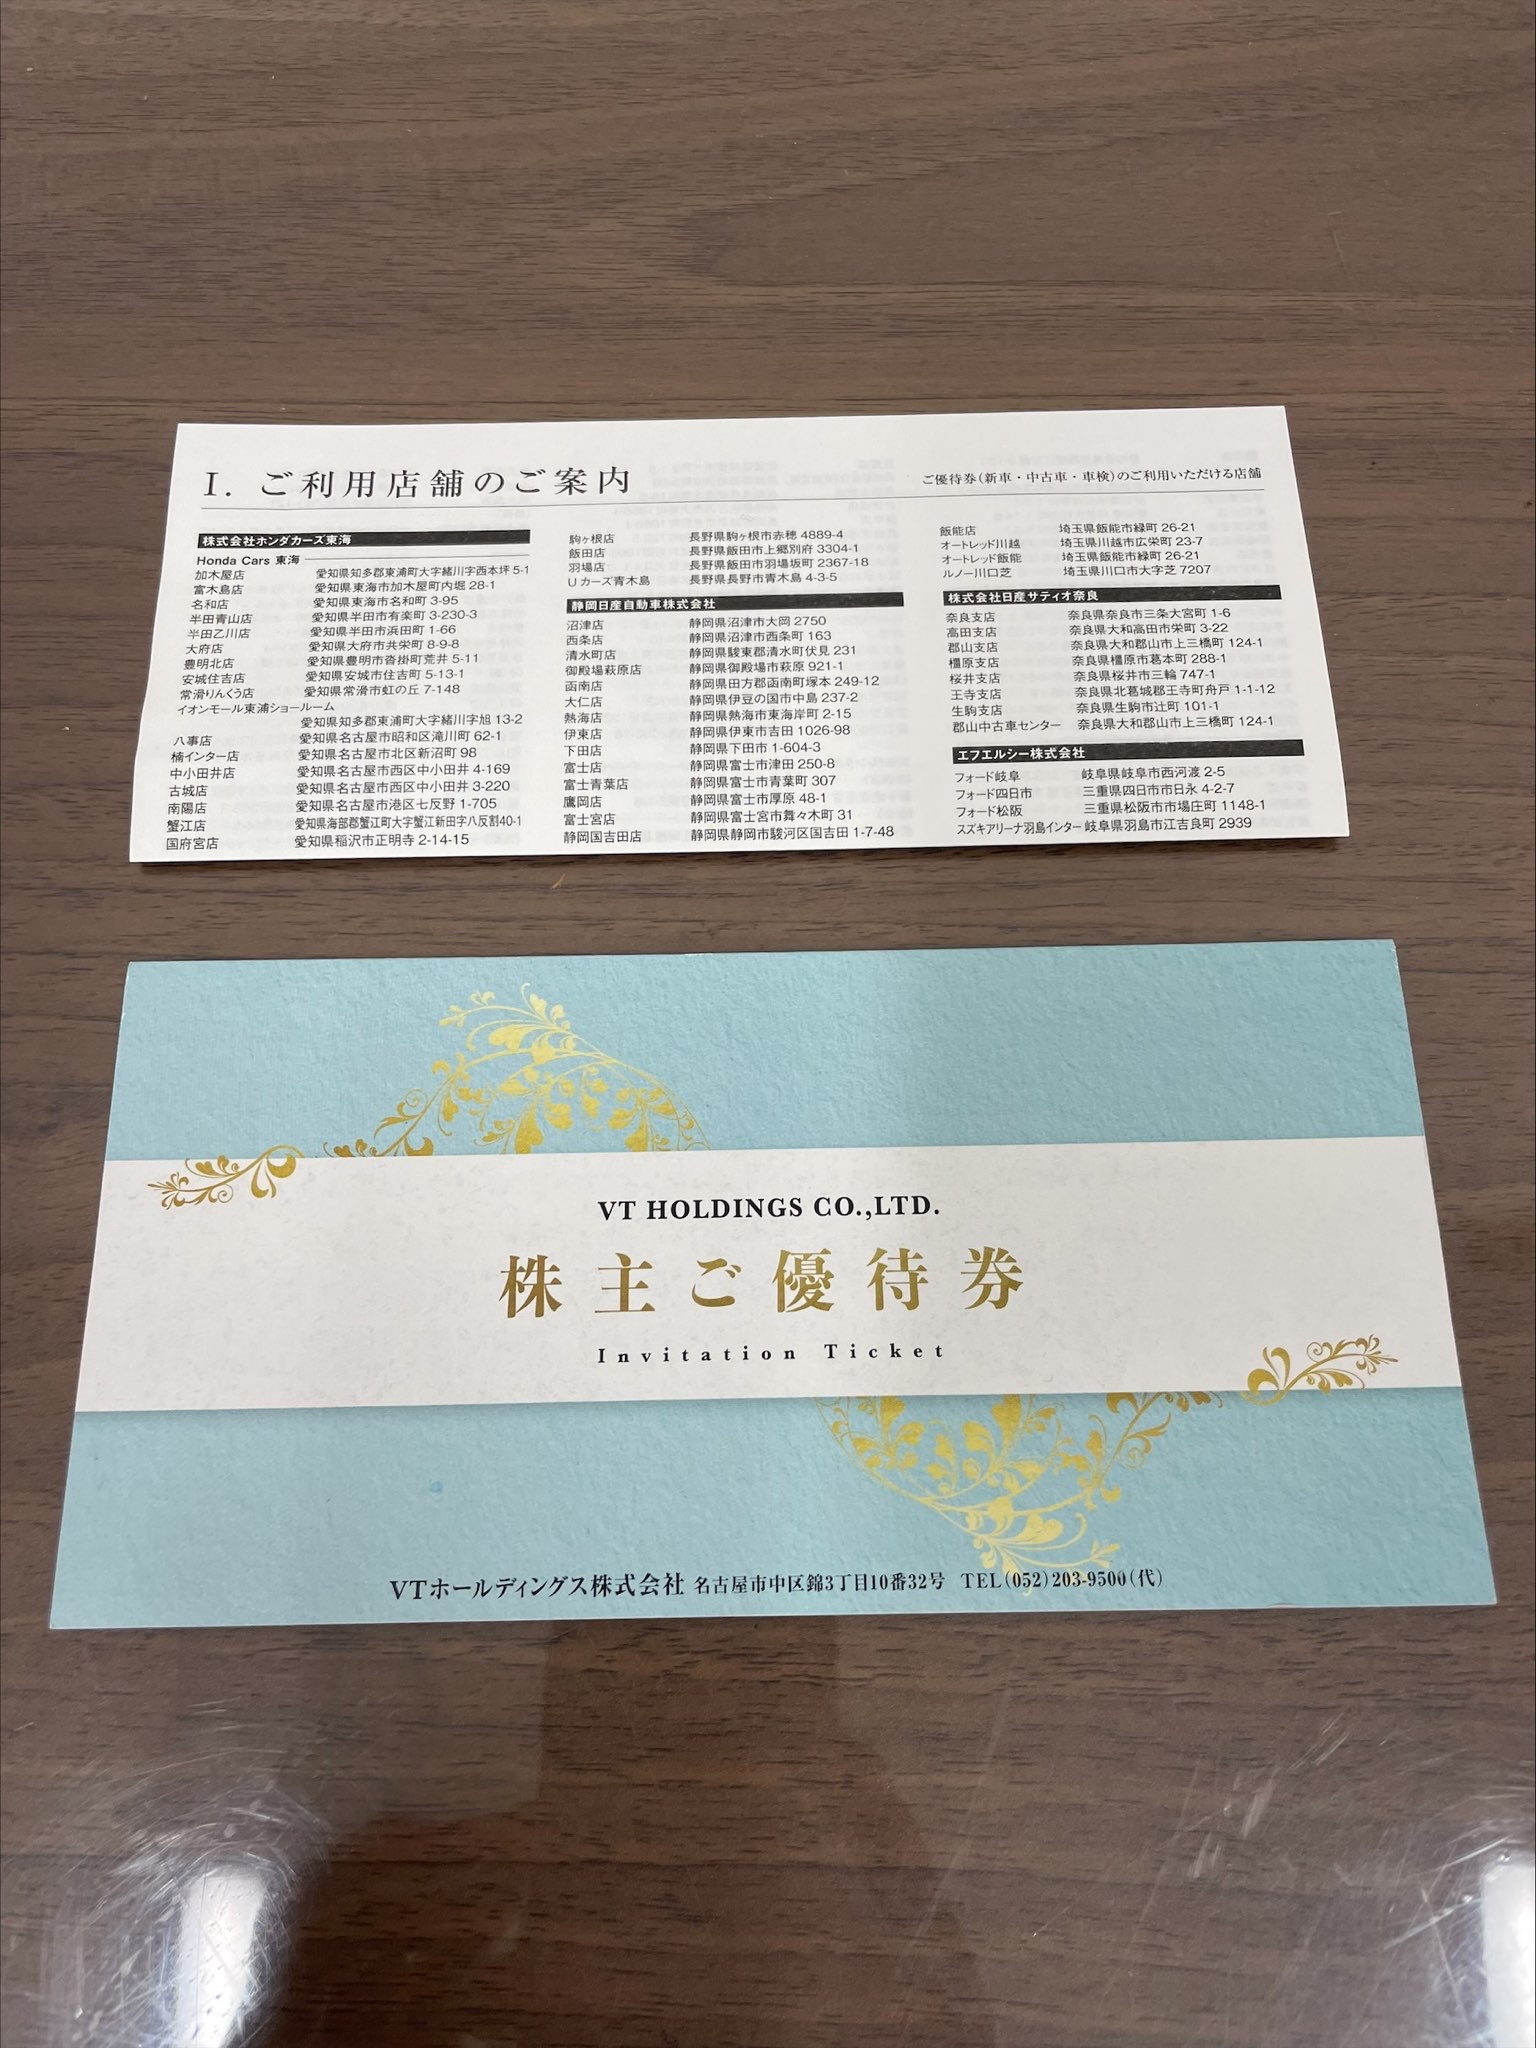 I. ご利用店舗のご案内
ご優待券(新車・中古車・車検)のご利用いただける店舗
株式会社ホンダカーズ東海
Honda Cars 東海
加木屋店 愛知県知多郡東浦町大字緒川字西本坪 5-1
富木島店 愛知県東海市加木屋町内堀 28-1
名和店 愛知県東海市名和町 3-95
半田青山店 愛知県半田市有楽町 3-230-3
半田乙川店 愛知県半田市浜田町 1-66
大府店 愛知県大府市共栄町 8-9-8
豊明北店 愛知県豊明市沓掛町荒井 5-11
安城住吉店 愛知県安城市住吉町 5-13-1
常滑りんくう店 愛知県常滑市虹の丘 7-148
イオンモール東浦ショールーム
愛知県知多郡東浦町大字緒川字旭 13-2
八事店 愛知県名古屋市昭和区滝川町 62-1
楠インター店 愛知県名古屋市北区新沼町 98
中小田井店 愛知県名古屋市西区中小田井 4-169
古城店 愛知県名古屋市西区中小田井 3-220
南陽店 愛知県名古屋市港区七反野 1-705
蟹江店 愛知県海部郡蟹江町大字蟹江新田字八反割40-1
国府宮店 愛知県稲沢市正明寺 2-14-15
駒ヶ根店 長野県駒ヶ根市赤穂 4889-4
飯田店 長野県飯田市上郷別府 3304-1
羽場店 長野県飯田市羽場坂町 2367-18
Uカーズ青木島 長野県長野市青木島 4-3-5
静岡日産自動車株式会社
沼津店 静岡県沼津市大岡 2750
西条店 静岡県沼津市西条町 163
清水町店 静岡県駿東郡清水町伏見 231
御殿場萩原店 静岡県御殿場市萩原 921-1
函南店 静岡県田方郡函南町塚本 249-12
大仁店 静岡県伊豆の国市中島 237-2
熱海店 静岡県熱海市東海岸町 2-15
伊東店 静岡県伊東市吉田 1026-98
下田店 静岡県下田市 1-604-3
富士店 静岡県富士市津田 250-8
富士青葉店 静岡県富士市青葉町 307
鷹岡店 静岡県富士市厚原 48-1
富士宮店 静岡県富士宮市舞々木町 31
静岡国吉田店 静岡県静岡市駿河区国吉田 1-7-48
飯能店 埼玉県飯能市緑町 26-21
オートレッド川越 埼玉県川越市広栄町 23-7
オートレッド飯能 埼玉県飯能市緑町 26-21
ルノー川口芝 埼玉県川口市大字芝 7207
株式会社日産サティオ奈良
奈良支店 奈良県奈良市三条大宮町 1-6
高田支店 奈良県大和高田市栄町 3-22
郡山支店 奈良県大和郡山市上三橋町 124-1
橿原支店 奈良県橿原市葛本町 288-1
桜井支店 奈良県桜井市三輪 747-1
王寺支店 奈良県北葛城郡王寺町舟戸 1-1-12
生駒支店 奈良県生駒市辻町 101-1
郡山中古車センター 奈良県大和郡山市上三橋町 124-1
エフエルシー株式会社
フォード岐阜 岐阜県岐阜市西河渡 2-5
フォード四日市 三重県四日市市日永 4-2-7
フォード松阪 三重県松阪市市場庄町 1148-1
スズキアリーナ羽島インター 岐阜県羽島市江吉良町 2939
VT HOLDINGS CO.,LTD.
株主ご優待券
Invitation Ticket
VTホールディングス株式会社 名古屋市中区錦3丁目10番32号 TEL(052)203-9500(代)